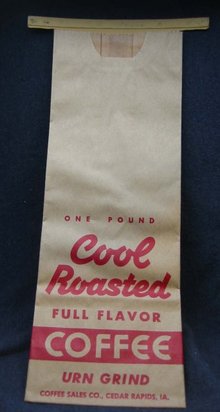 ONE POUND
Cool
Roasted
FULL FLAVOR
COFFEE
URN GRIND
COFFEE SALES CO., CEDAR RAPIDS, IA.